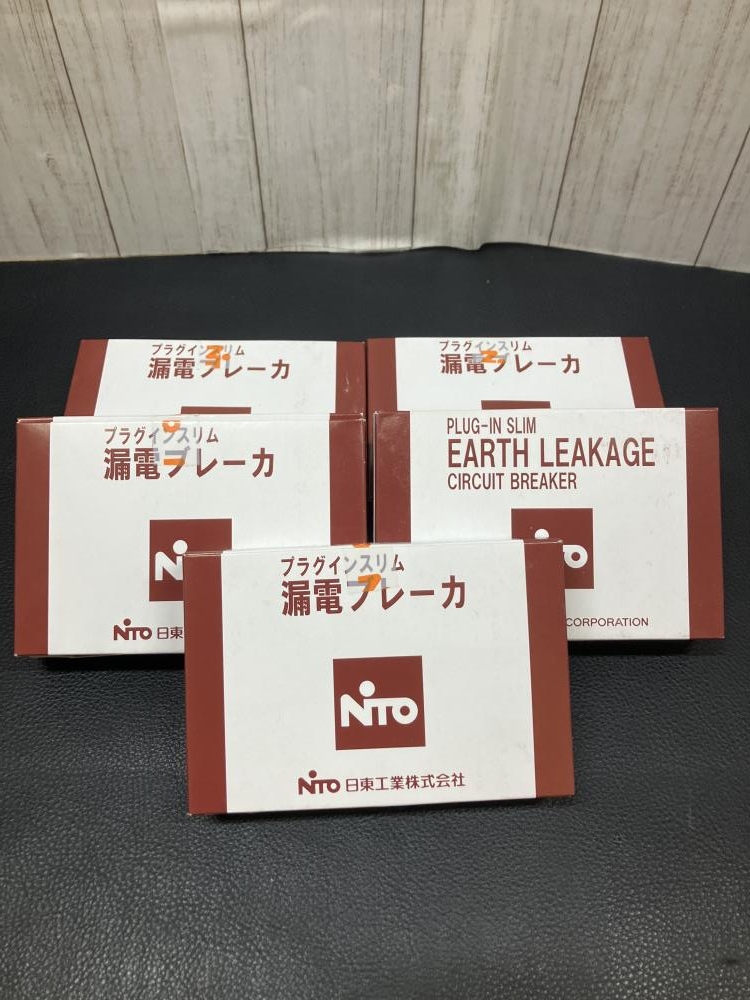 プラグインスリム
漏電ブレーカ
プラグインスリム
漏電ブレーカ
プラグインスリム
漏電ブレーカ
NiTO 日東
PLUG-IN SLIM
EARTH LEAKAGE
CIRCUIT BREAKER
CORPORATION
プラグインスリム
漏電ブレーカ
NiTO
NiTO 日東工業株式会社